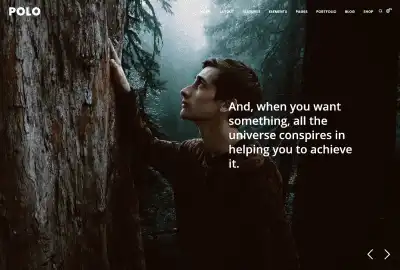 POLO
HOME LAYOUT HEADERS ELEMENTS PAGES PORTFOLIO BLOG SHOP
And, when you want
something, all the
universe conspires in
helping you to achieve
it.